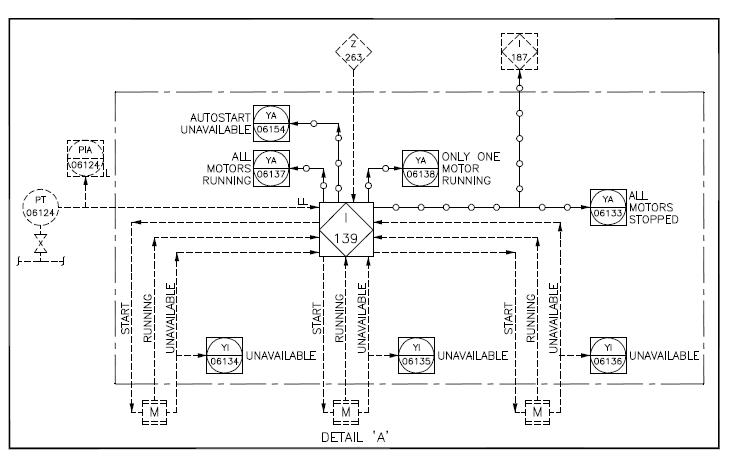 Z
263
I
187
AUTOSTART
UNAVAILABLE
YA
06154
PIA
06124
L
ALL
MOTORS
RUNNING
YA
06137
YA
06138
ONLY ONE
MOTOR
RUNNING
PT
06124
LL
I
139
YA
06133
ALL
MOTORS
STOPPED
X
START
RUNNING
UNAVAILABLE
START
RUNNING
UNAVAILABLE
START
RUNNING
UNAVAILABLE
YI
06134
UNAVAILABLE
YI
06135
UNAVAILABLE
YI
06136
UNAVAILABLE
M
M
M
DETAIL 'A'